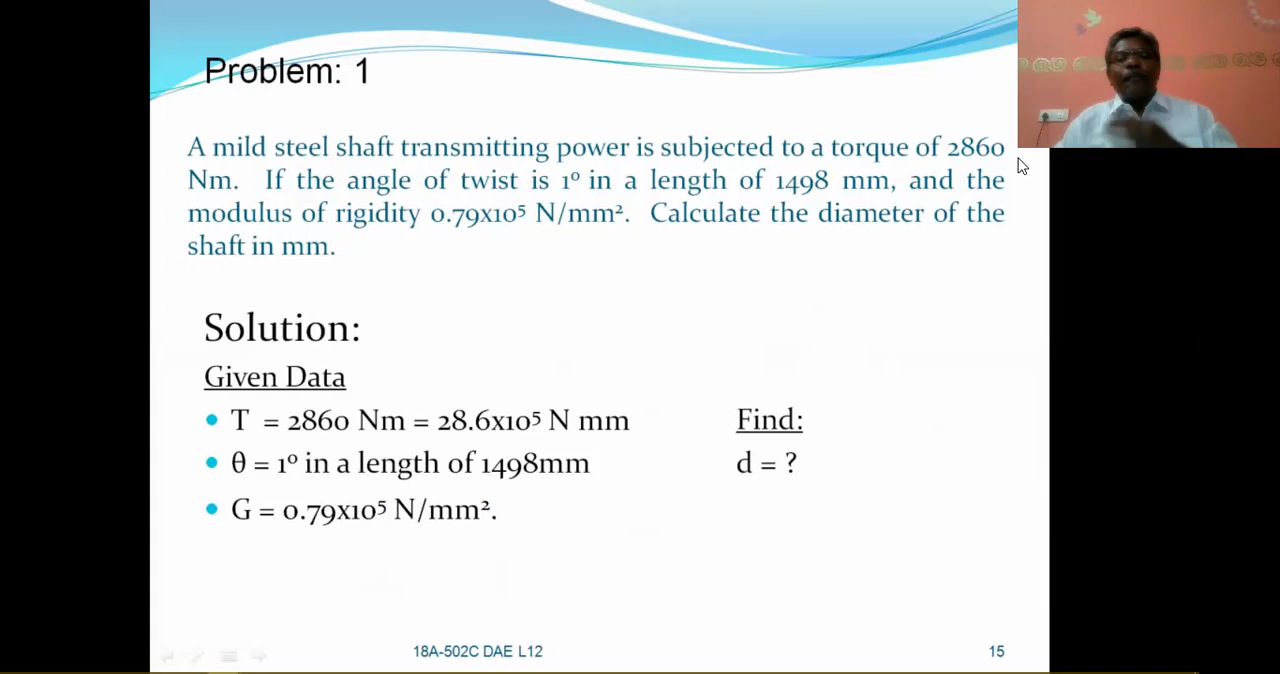 Problem: 1
A mild steel shaft transmitting power is subjected to a torque of 2860
Nm. If the angle of twist is 1⁰ in a length of 1498 mm, and the
modulus of rigidity 0.79x10⁵ N/mm². Calculate the diameter of the
shaft in mm.
Solution:
Given Data
• T = 2860 Nm = 28.6x10⁵ N mm
• θ = 1⁰ in a length of 1498mm
• G = 0.79x10⁵ N/mm².
Find:
d = ?
18A-502C DAE L12
15